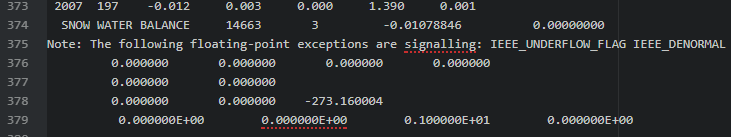 373 2007 197 -0.012 0.003 0.000 1.390 0.001
374 SNOW WATER BALANCE 14663 3 -0.01078846 0.00000000
375 Note: The following floating-point exceptions are signalling: IEEE_UNDERFLOW_FLAG IEEE_DENORMAL
376 0.000000 0.000000 0.000000 0.000000
377 0.000000 0.000000
378 0.000000 0.000000 -273.160004
379 0.000000E+00 0.000000E+00 0.100000E+01 0.000000E+00